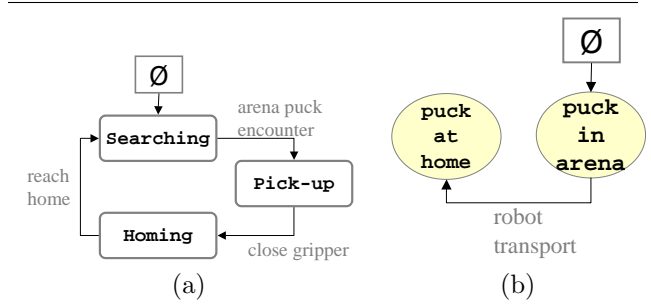 Ø
Searching
arena puck
encounter
Pick-up
reach
home
Homing
close gripper
(a)
Ø
puck
at
home
puck
in
arena
robot
transport
(b)